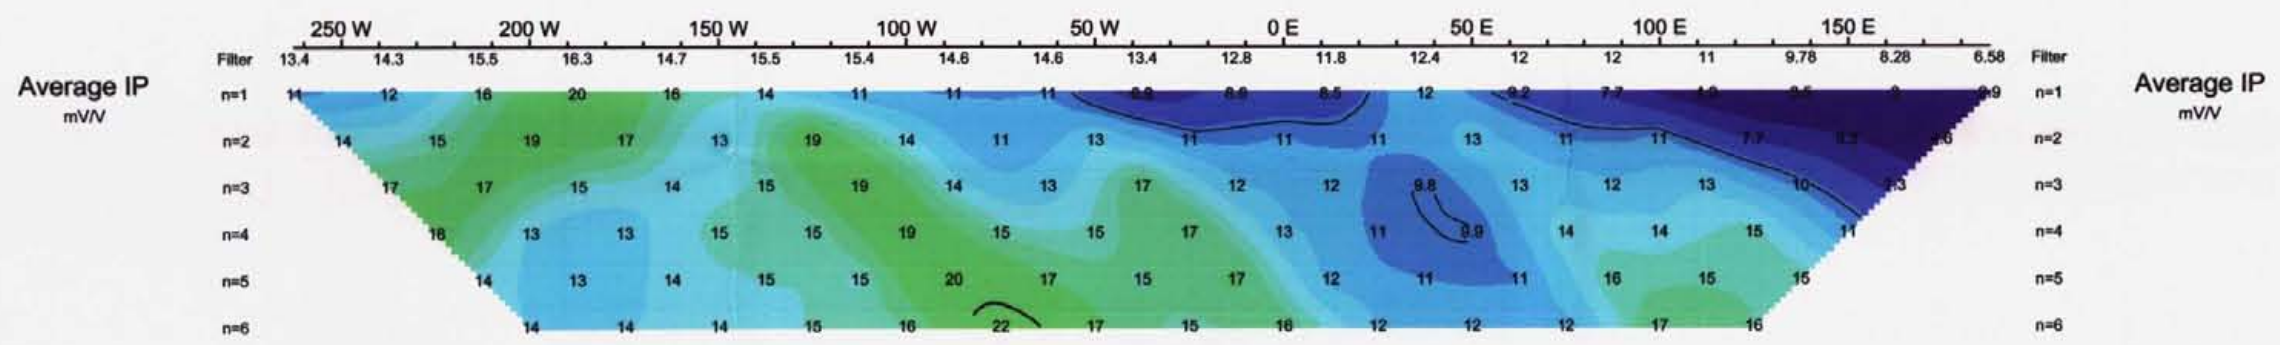 250 W 200 W 150 W 100 W 50 W 0 E 50 E 100 E 150 E
Filter 13.4 14.3 15.5 16.3 14.7 15.5 15.4 14.6 14.6 13.4 12.8 11.8 12.4 12 12 11 9.78 8.28 6.58 Filter
Average IP
mV/V
Average IP
mV/V
n=1 11 12 16 20 16 14 11 11 11 8.8 8.5 12 9.2 7.7 n=1
n=2 14 15 19 17 13 19 14 11 13 11 11 11 13 11 11 7.7 n=2
n=3 17 17 15 14 15 19 14 13 17 12 12 9.8 13 12 13 10 n=3
n=4 16 13 13 15 15 19 15 15 17 13 11 9.9 14 14 15 11 n=4
n=5 14 13 14 15 15 20 17 15 17 12 11 11 16 15 15 n=5
n=6 14 14 14 15 16 22 17 15 16 12 12 12 17 16 n=6